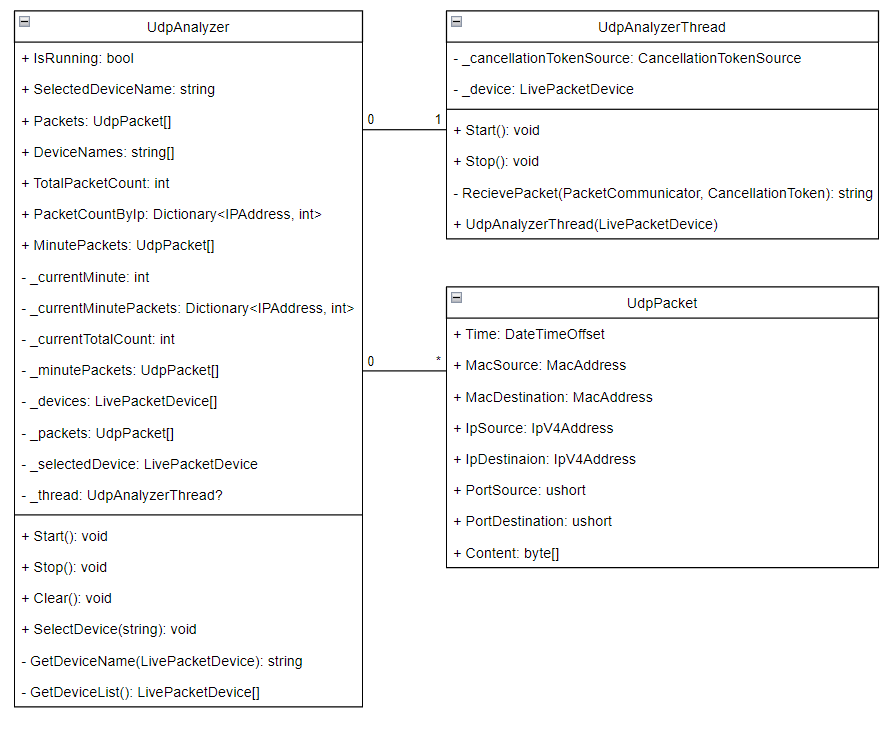 UdpAnalyzer
+ IsRunning: bool
+ SelectedDeviceName: string
+ Packets: UdpPacket[]
+ DeviceNames: string[]
+ TotalPacketCount: int
+ PacketCountByIp: Dictionary<IPAddress, int>
+ MinutePackets: UdpPacket[]
- _currentMinute: int
- _currentMinutePackets: Dictionary<IPAddress, int>
- _currentTotalCount: int
- _minutePackets: UdpPacket[]
- _devices: LivePacketDevice[]
- _packets: UdpPacket[]
- _selectedDevice: LivePacketDevice
- _thread: UdpAnalyzerThread?
+ Start(): void
+ Stop(): void
+ Clear(): void
+ SelectDevice(string): void
- GetDeviceName(LivePacketDevice): string
- GetDeviceList(): LivePacketDevice[]
0 1
0 *
UdpAnalyzerThread
- _cancellationTokenSource: CancellationTokenSource
- _device: LivePacketDevice
+ Start(): void
+ Stop(): void
- RecievePacket(PacketCommunicator, CancellationToken): string
+ UdpAnalyzerThread(LivePacketDevice)
UdpPacket
+ Time: DateTimeOffset
+ MacSource: MacAddress
+ MacDestination: MacAddress
+ IpSource: IpV4Address
+ IpDestinaion: IpV4Address
+ PortSource: ushort
+ PortDestination: ushort
+ Content: byte[]